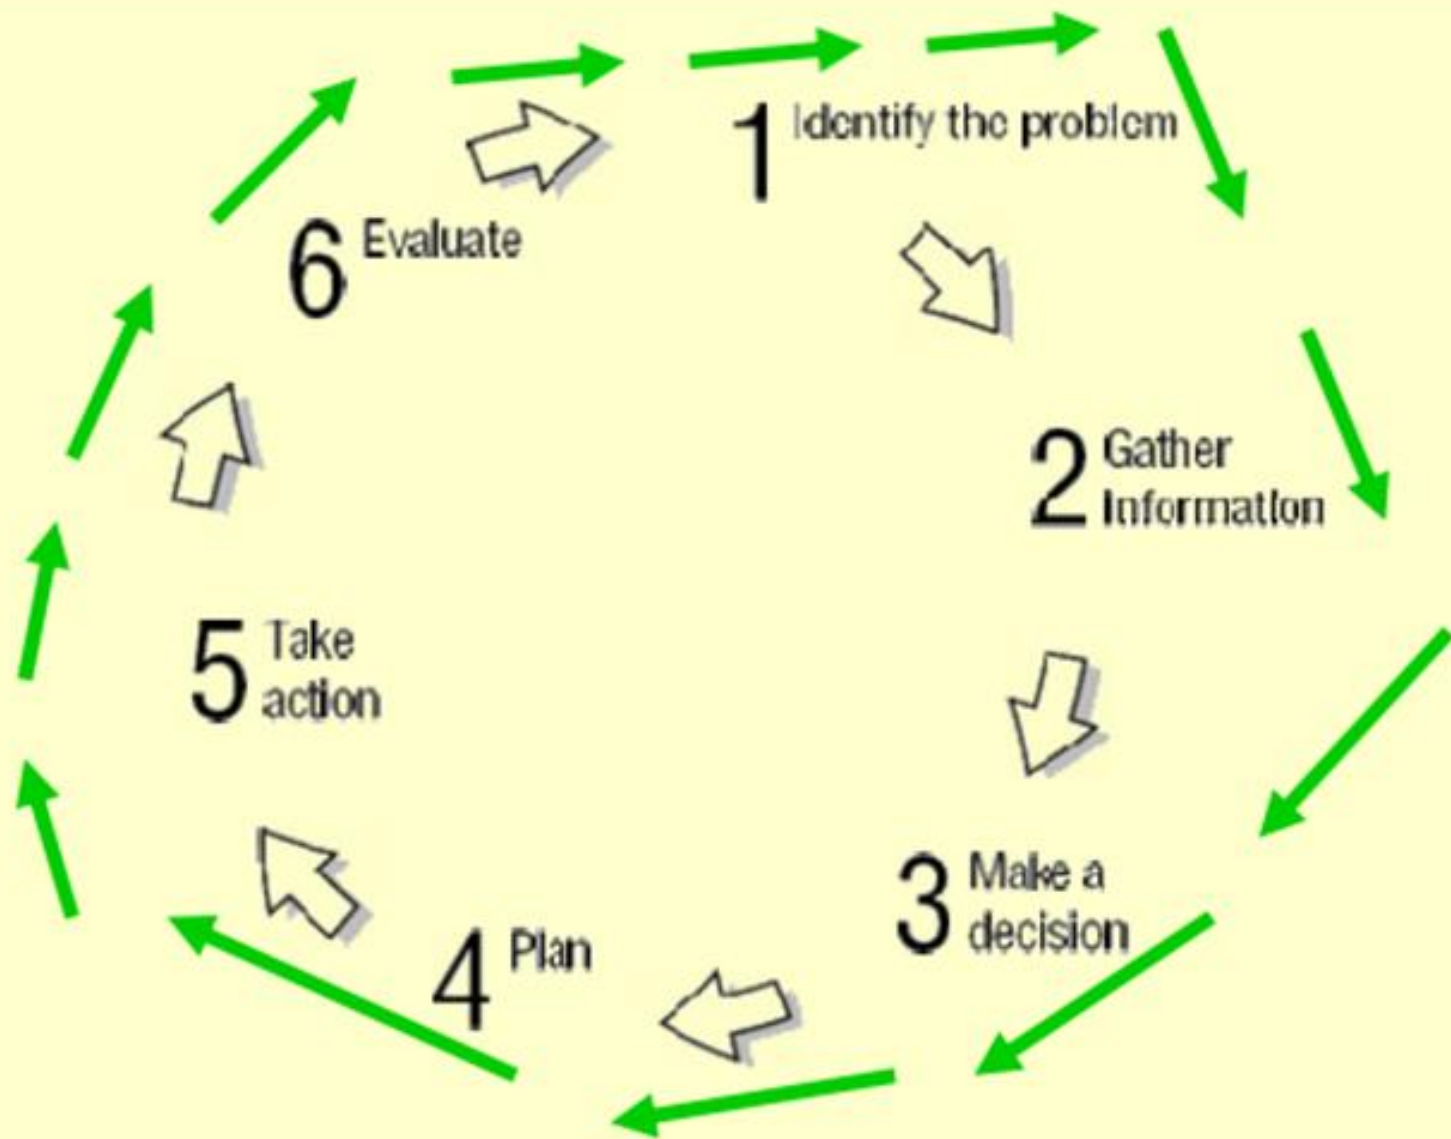 1 Identify the problem
2 Gather
Information
3 Make a
decision
4 Plan
5 Take
action
6 Evaluate